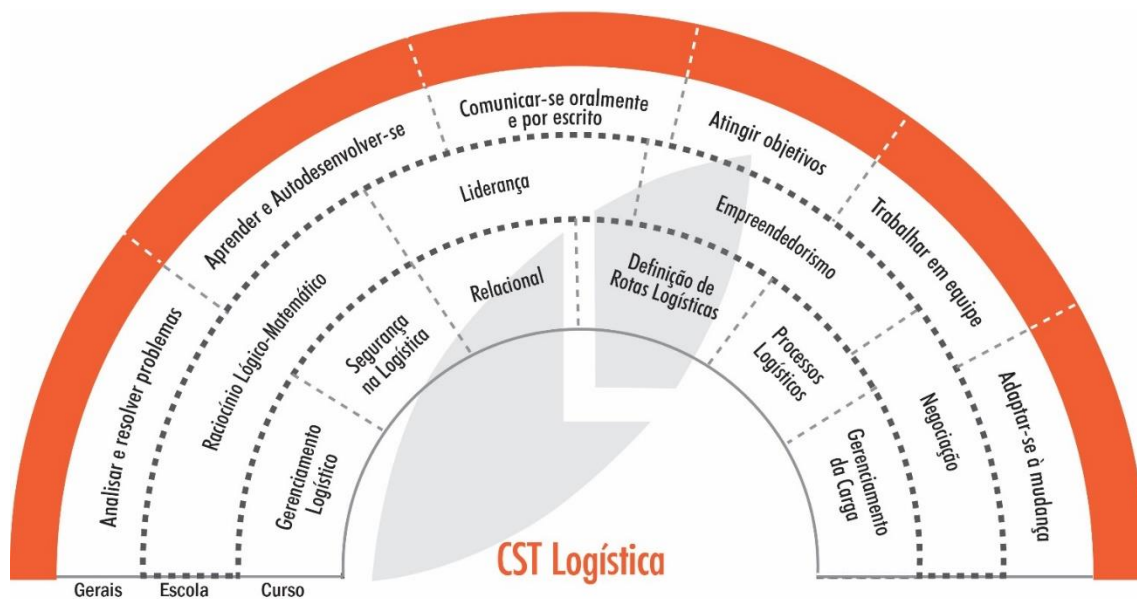 Analisar e resolver problemas
Aprender e Autodesenvolver-se
Comunicar-se oralmente
e por escrito
Atingir objetivos
Trabalhar em equipe
Adaptar-se à mudança
Raciocínio Lógico-Matemático
Liderança
Empreendedorismo
Negociação
Gerenciamento
Logístico
Segurança
na Logística
Relacional
Definição de
Rotas Logísticas
Processos
Logísticos
Gerenciamento
da Carga
CST Logística
Gerais
Escola
Curso